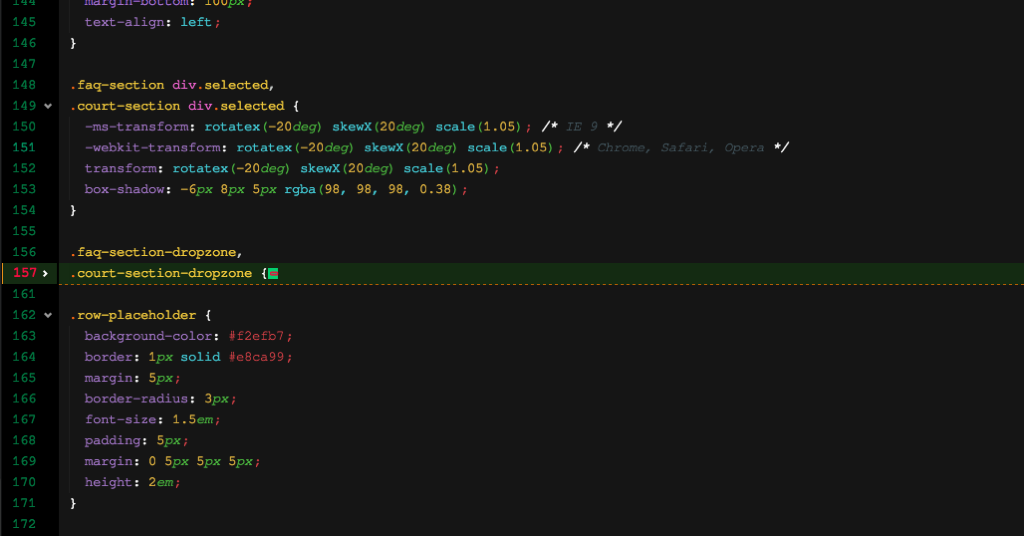 144 margin-bottom: 100px;
145 text-align: left;
146 }
147
148 .faq-section div.selected,
149 .court-section div.selected {
150 -ms-transform: rotatex(-20deg) skewX(20deg) scale(1.05); /* IE 9 */
151 -webkit-transform: rotatex(-20deg) skewX(20deg) scale(1.05); /* Chrome, Safari, Opera */
152 transform: rotatex(-20deg) skewX(20deg) scale(1.05);
153 box-shadow: -6px 8px 5px rgba(98, 98, 98, 0.38);
154 }
155
156 .faq-section-dropzone,
157 .court-section-dropzone {
161
162 .row-placeholder {
163 background-color: #f2efb7;
164 border: 1px solid #e8ca99;
165 margin: 5px;
166 border-radius: 3px;
167 font-size: 1.5em;
168 padding: 5px;
169 margin: 0 5px 5px 5px;
170 height: 2em;
171 }
172